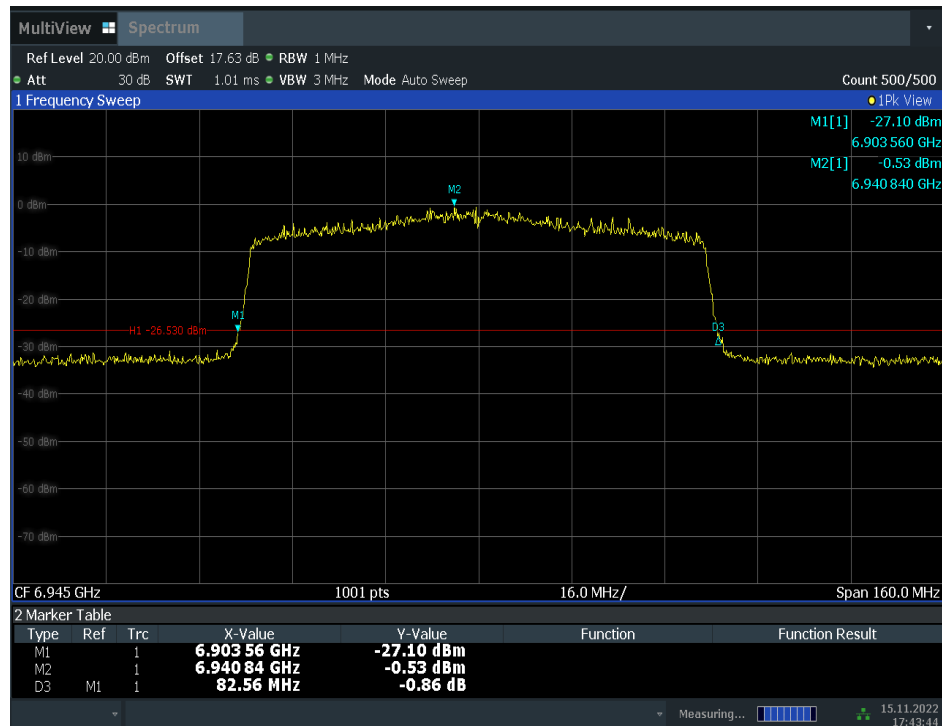 MultiView Spectrum
Ref Level 20.00 dBm Offset 17.63 dB RBW 1 MHz
Att 30 dB SWT 1.01 ms VBW 3 MHz Mode Auto Sweep Count 500/500
1 Frequency Sweep 1Pk View
M1[1] -27.10 dBm
6.903 560 GHz
10 dBm
M2[1] -0.53 dBm
6.940 840 GHz
M2
0 dBm
-10 dBm
-20 dBm
M1
H1 -26.530 dBm
D3
-30 dBm
-40 dBm
-50 dBm
-60 dBm
-70 dBm
CF 6.945 GHz 1001 pts 16.0 MHz/ Span 160.0 MHz
2 Marker Table
Type Ref Trc X-Value Y-Value Function Function Result
M1 1 6.903 56 GHz -27.10 dBm
M2 1 6.940 84 GHz -0.53 dBm
D3 M1 1 82.56 MHz -0.86 dB
Measuring... 15.11.2022
17:43:44